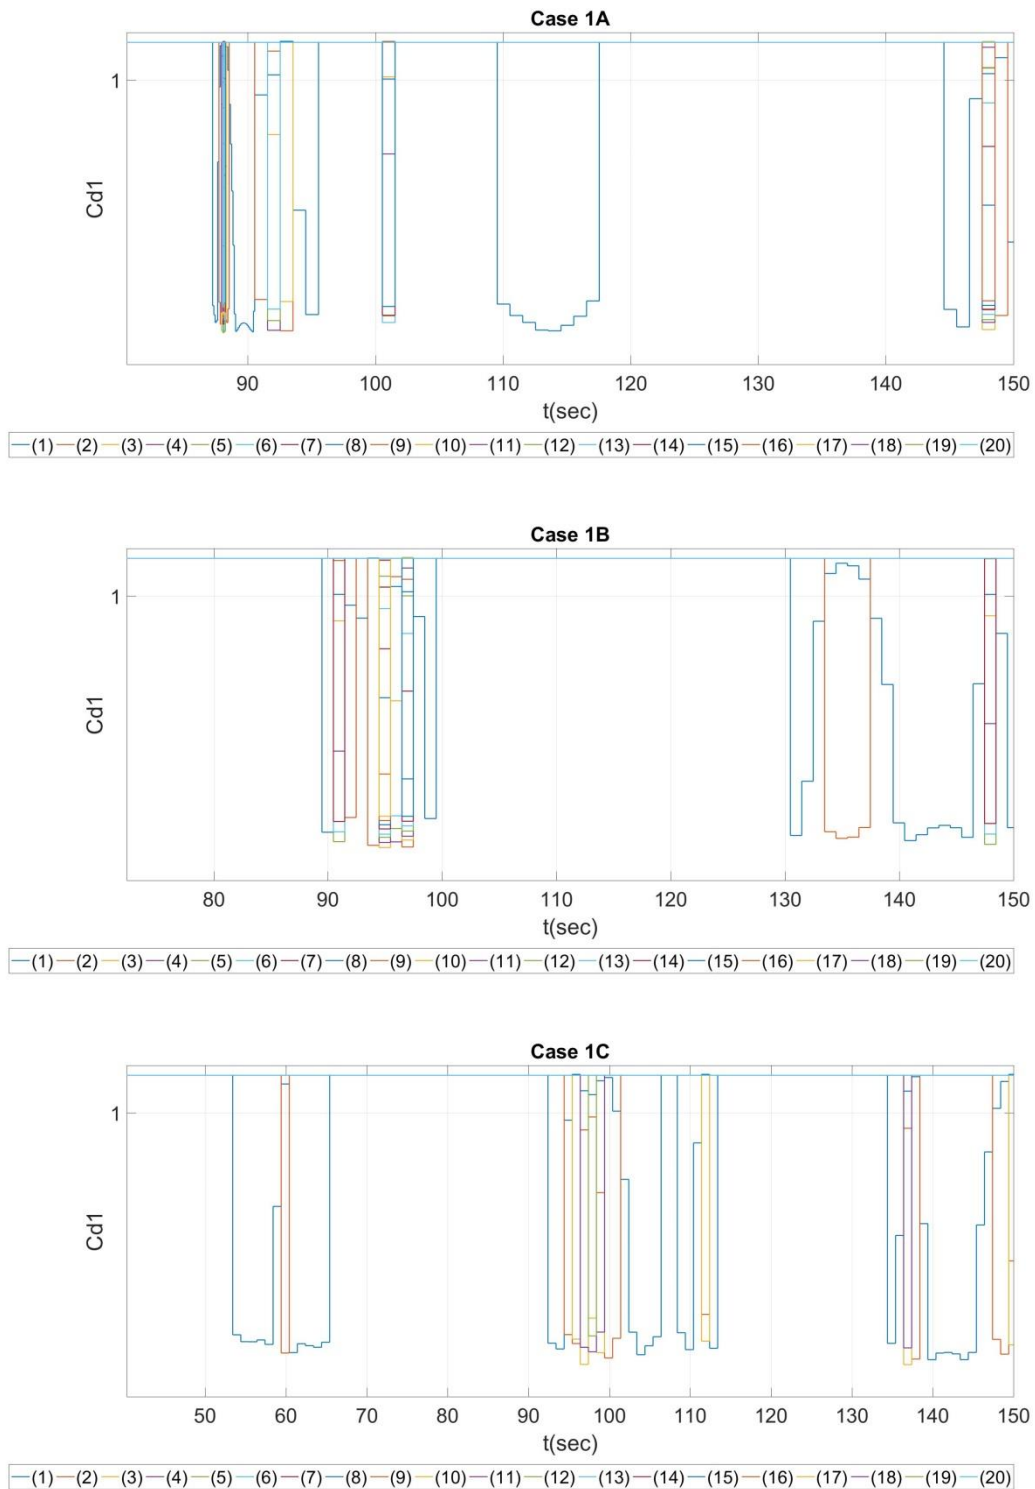 Case 1A
1
Cd1
90 100 110 120 130 140 150
t(sec)
(1) (2) (3) (4) (5) (6) (7) (8) (9) (10) (11) (12) (13) (14) (15) (16) (17) (18) (19) (20)
Case 1B
1
Cd1
80 90 100 110 120 130 140 150
t(sec)
(1) (2) (3) (4) (5) (6) (7) (8) (9) (10) (11) (12) (13) (14) (15) (16) (17) (18) (19) (20)
Case 1C
1
Cd1
50 60 70 80 90 100 110 120 130 140 150
t(sec)
(1) (2) (3) (4) (5) (6) (7) (8) (9) (10) (11) (12) (13) (14) (15) (16) (17) (18) (19) (20)